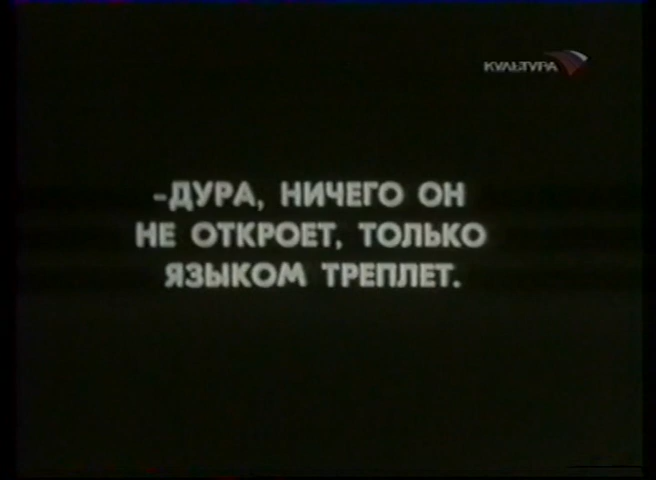 КУЛЬТУРА
-ДУРА, НИЧЕГО ОН
НЕ ОТКРОЕТ, ТОЛЬКО
ЯЗЫКОМ ТРЕПЛЕТ.